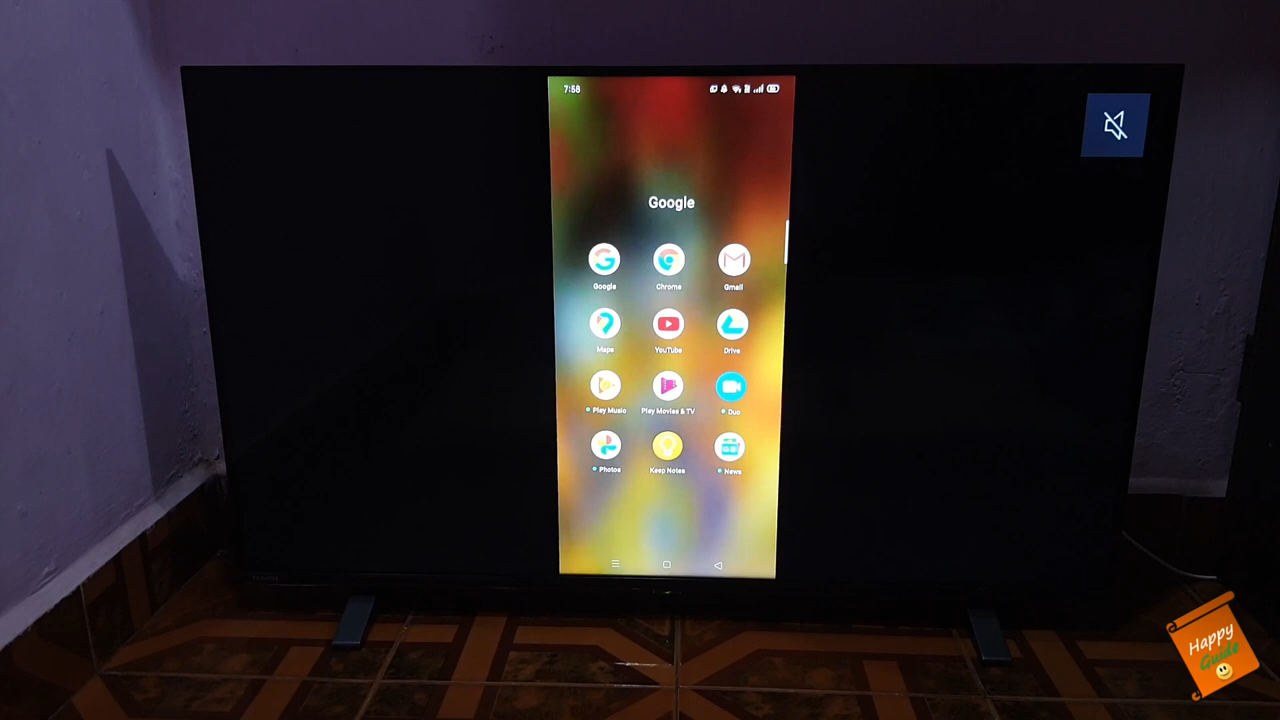 7:58
Google
Google Chrome Gmail
Maps YouTube Drive
Play Music Play Movies & TV Duo
Photos Keep Notes News
Happy
Guide